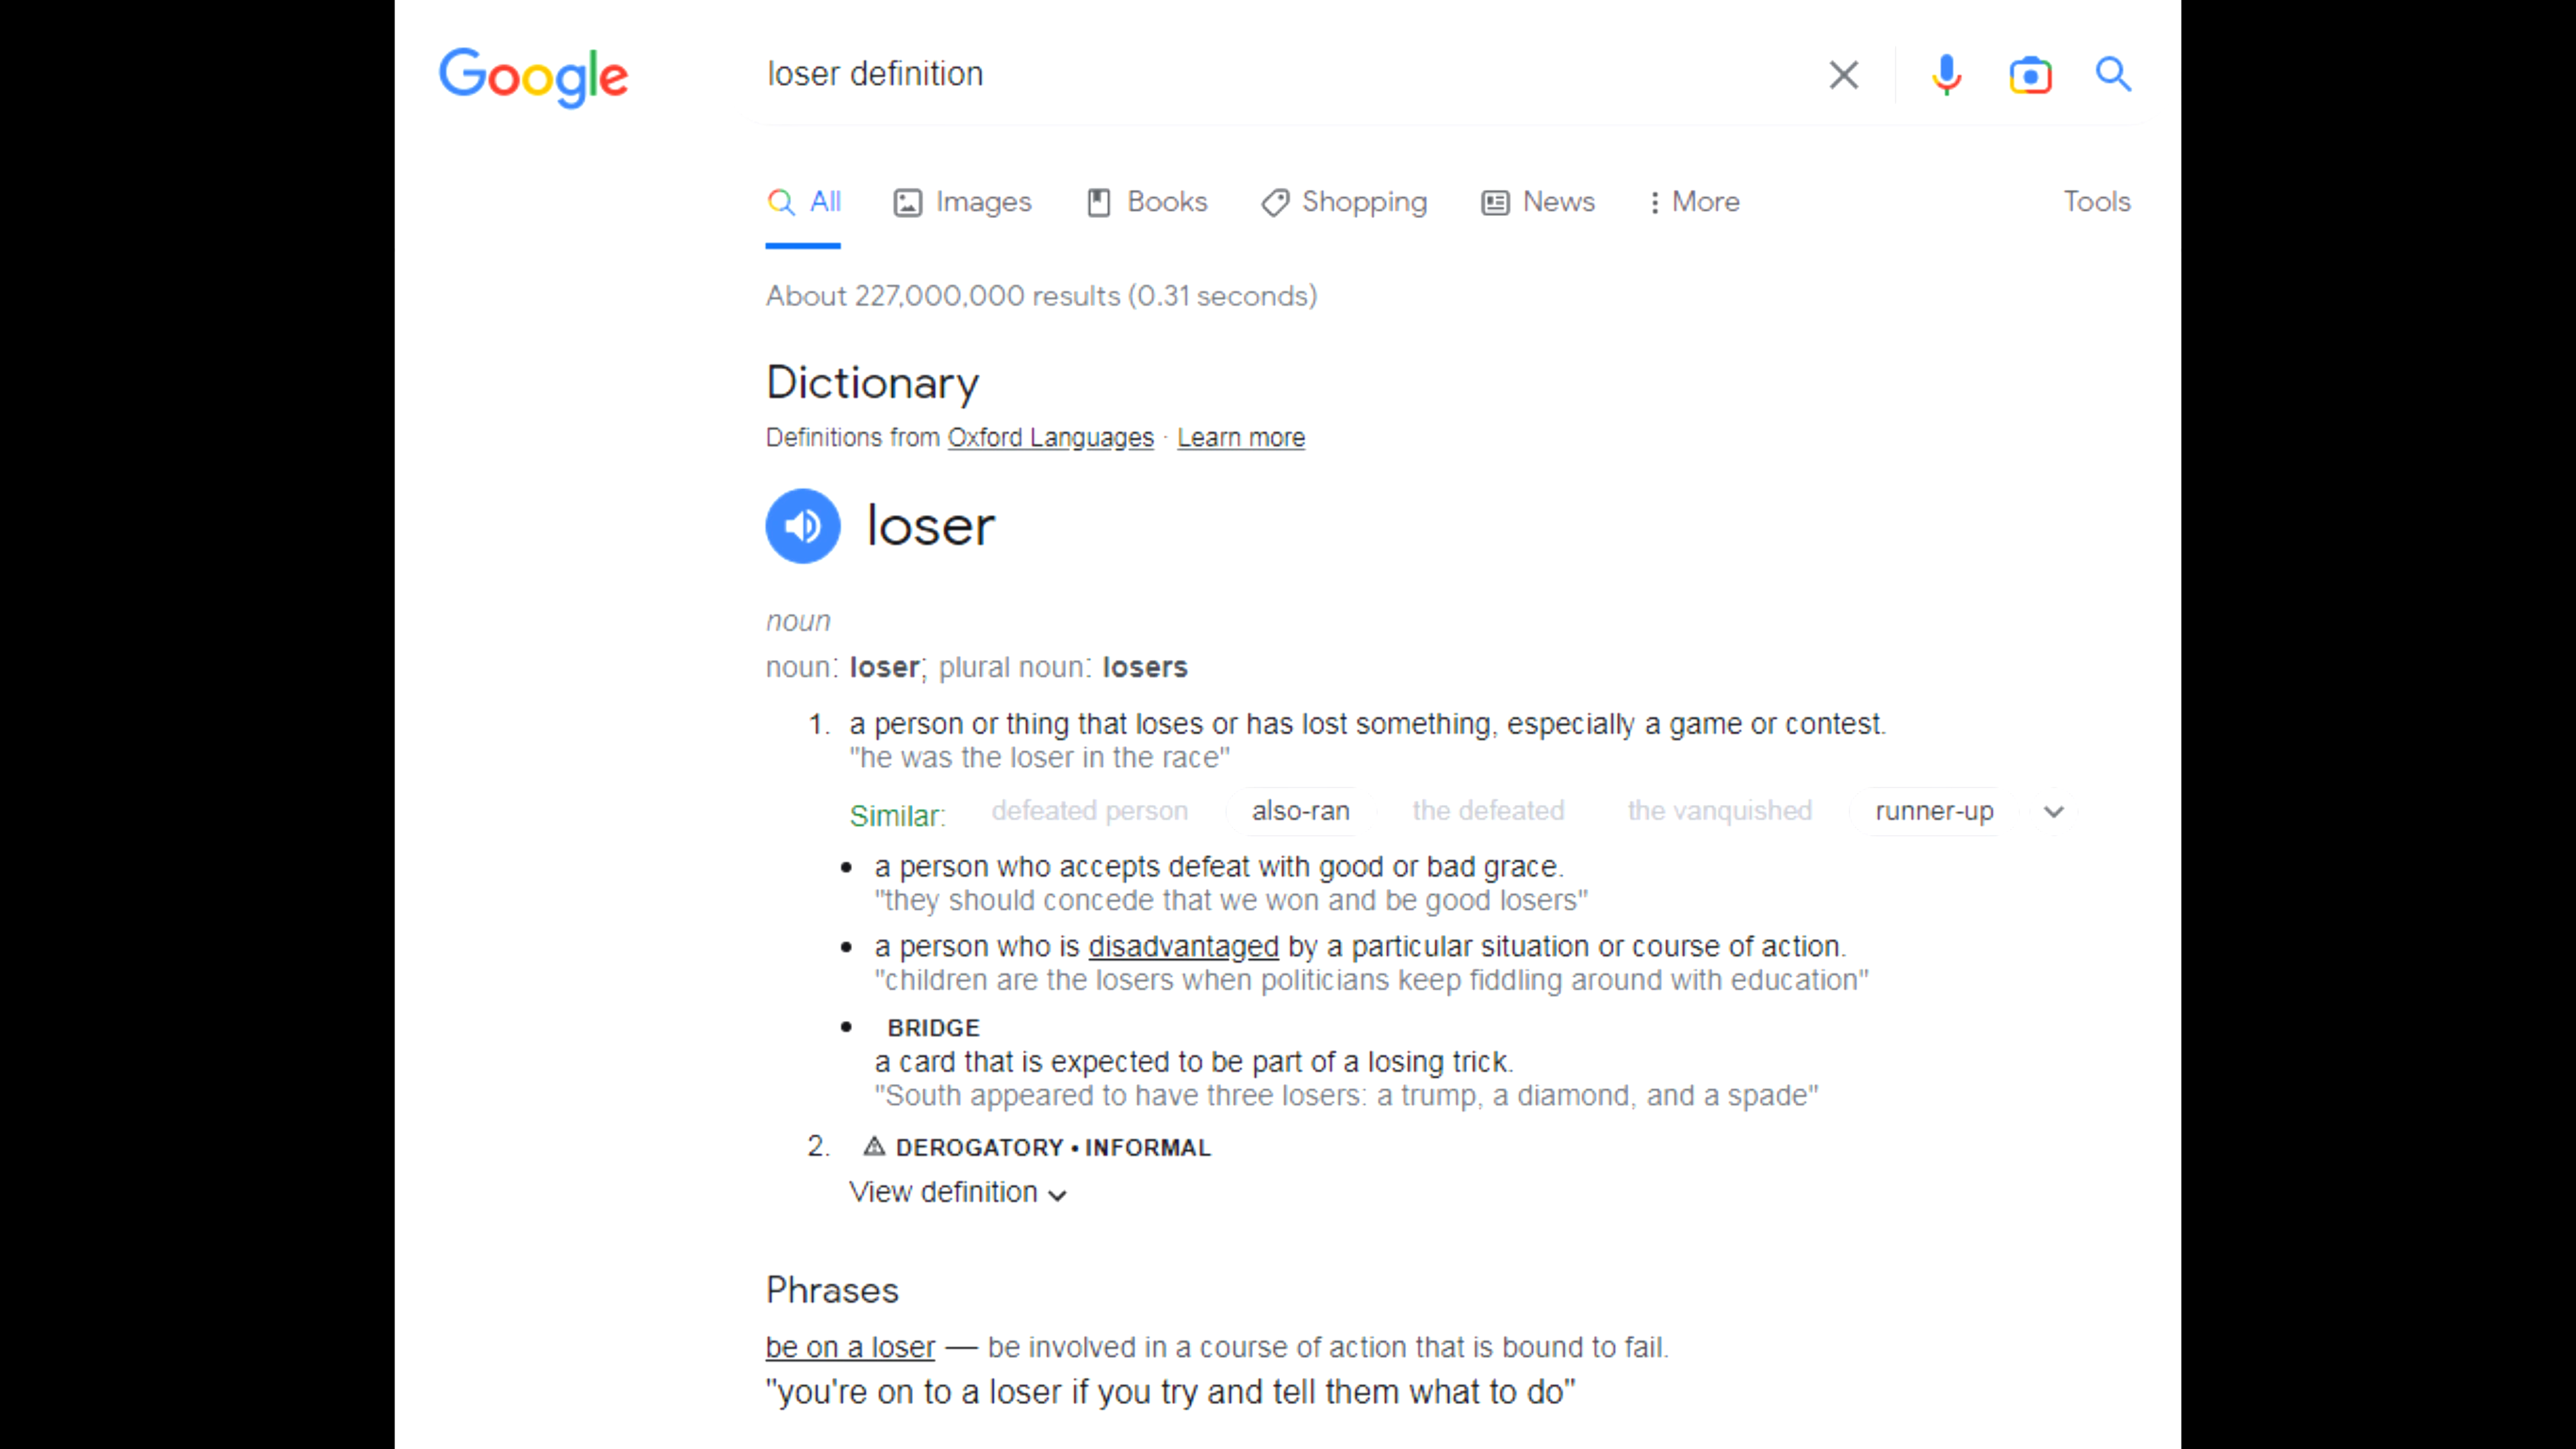 Google
loser definition
All Images Books Shopping News More Tools
About 227,000,000 results (0.31 seconds)
Dictionary
Definitions from Oxford Languages · Learn more
loser
noun
noun: loser; plural noun: losers
1. a person or thing that loses or has lost something, especially a game or contest.
"he was the loser in the race"
Similar: defeated person also-ran the defeated the vanquished runner-up
• a person who accepts defeat with good or bad grace.
"they should concede that we won and be good losers"
• a person who is disadvantaged by a particular situation or course of action.
"children are the losers when politicians keep fiddling around with education"
• BRIDGE
a card that is expected to be part of a losing trick.
"South appeared to have three losers: a trump, a diamond, and a spade"
2. DEROGATORY • INFORMAL
View definition
Phrases
be on a loser — be involved in a course of action that is bound to fail.
"you're on to a loser if you try and tell them what to do"